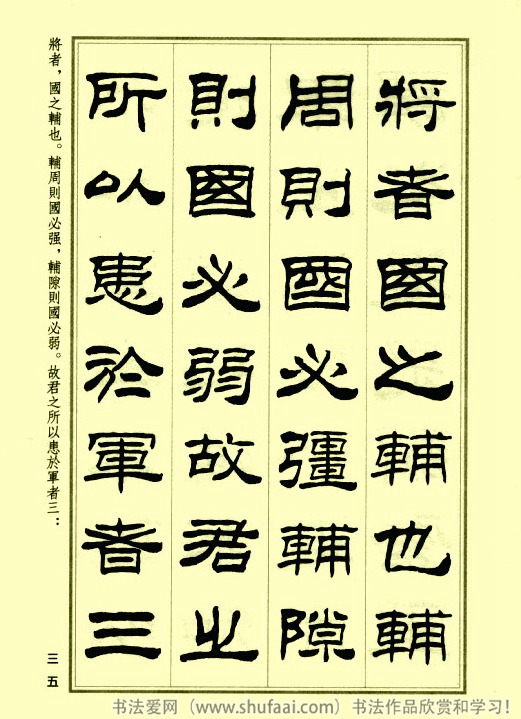 將者國之輔也輔
周則國必彊輔隙
則國必弱故君之
所以患於軍者三
將者，國之輔也。輔周則國必强，輔隙則國必弱。故君之所以患於軍者三：
三五
书法爱网（www.shufaai.com）书法作品欣赏和学习！